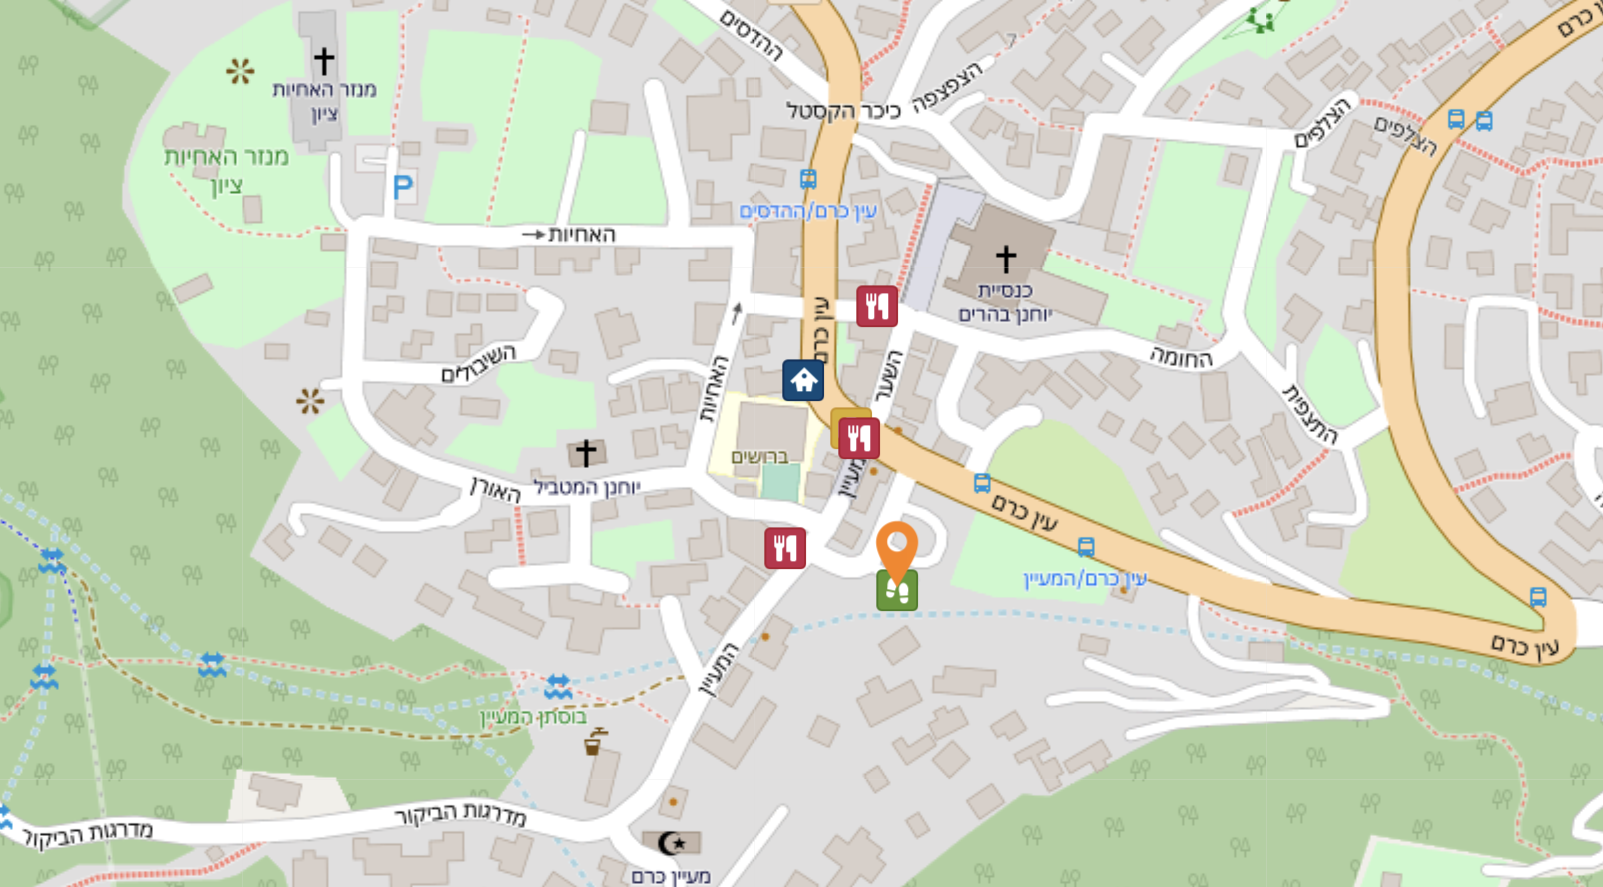 ההדסים
עין כרם
7
הצפצפה
כיכר הקסטל
הצלפים
הצלפים
מנזר האחיות
ציון
מנזר האחיות
ציון
P
עין כרם/ההדסים
האחיות
כנסיית
יוחנן בהרים
עין כרם
החומה
השיבולים
האחיות
השער
התצפית
ברושים
המעיין
יוחנן המטביל
האורן
עין כרם
עין כרם/המעיין
עין כרם
המעיין
בוסתן המעיין
מדרגות הביקור
מדרגות הביקור
מעיין כרם